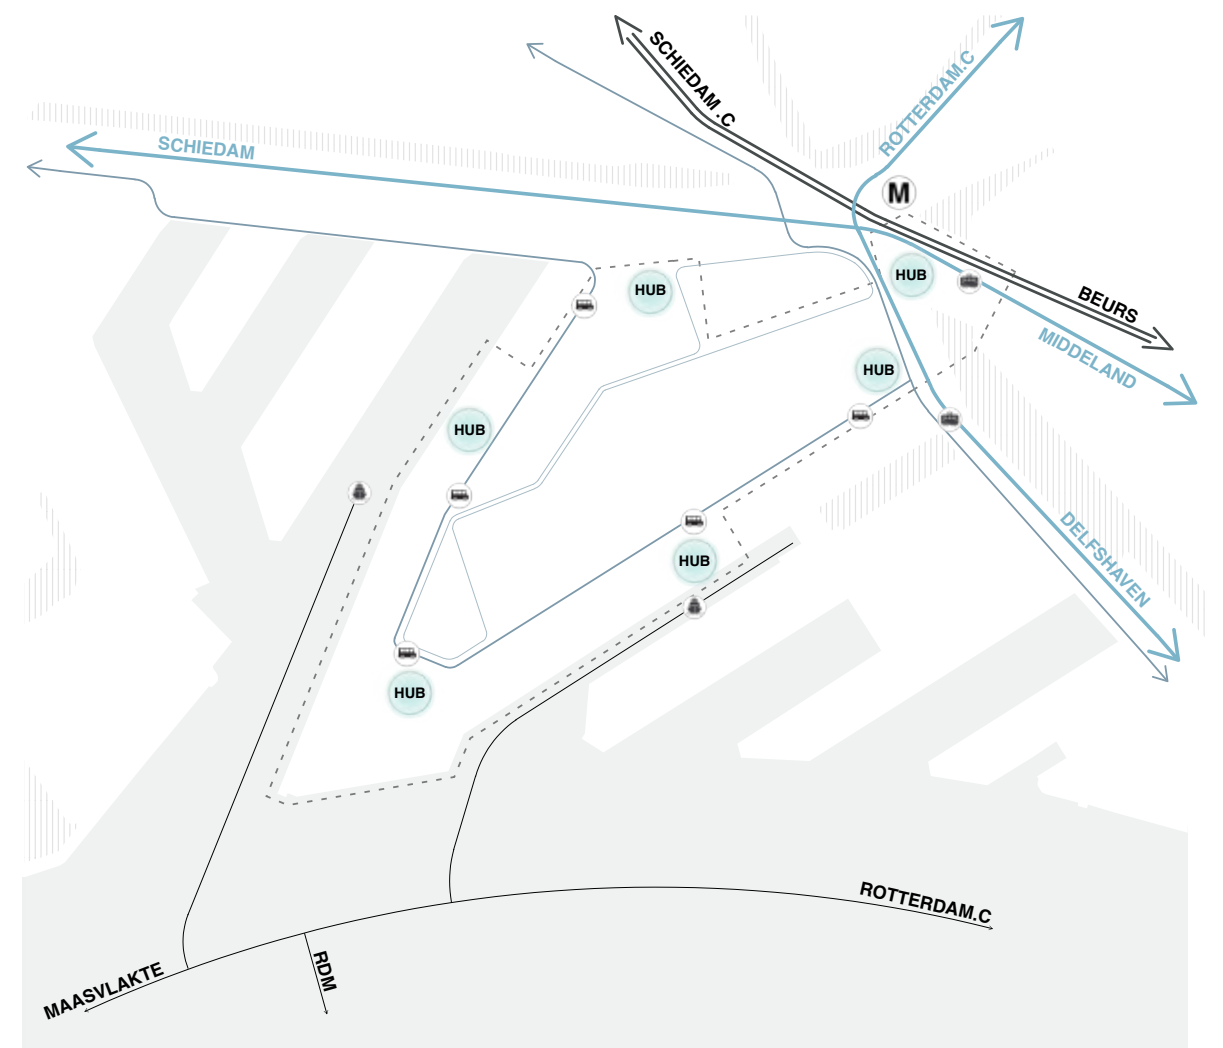 SCHIEDAM .C
ROTTERDAM.C
SCHIEDAM
M
HUB
HUB
BEURS
MIDDELAND
HUB
HUB
HUB
DELFSHAVEN
HUB
ROTTERDAM.C
MAASVLAKTE
RDM